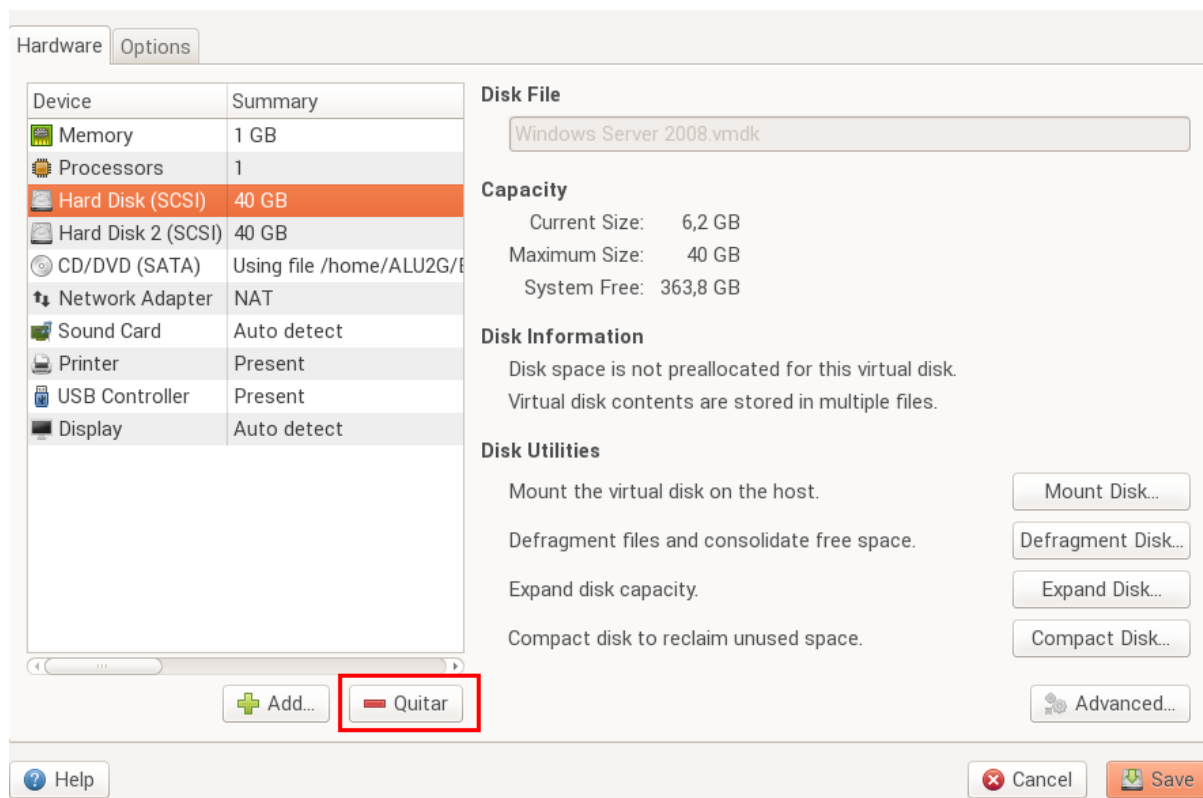 Hardware Options
Device Summary
Memory 1 GB
Processors 1
Hard Disk (SCSI) 40 GB
Hard Disk 2 (SCSI) 40 GB
CD/DVD (SATA) Using file /home/ALU2G/
Network Adapter NAT
Sound Card Auto detect
Printer Present
USB Controller Present
Display Auto detect
Add... Quitar
Disk File
Windows Server 2008.vmdk
Capacity
Current Size: 6,2 GB
Maximum Size: 40 GB
System Free: 363,8 GB
Disk Information
Disk space is not preallocated for this virtual disk.
Virtual disk contents are stored in multiple files.
Disk Utilities
Mount the virtual disk on the host. Mount Disk...
Defragment files and consolidate free space. Defragment Disk...
Expand disk capacity. Expand Disk...
Compact disk to reclaim unused space. Compact Disk...
Advanced...
Help Cancel Save